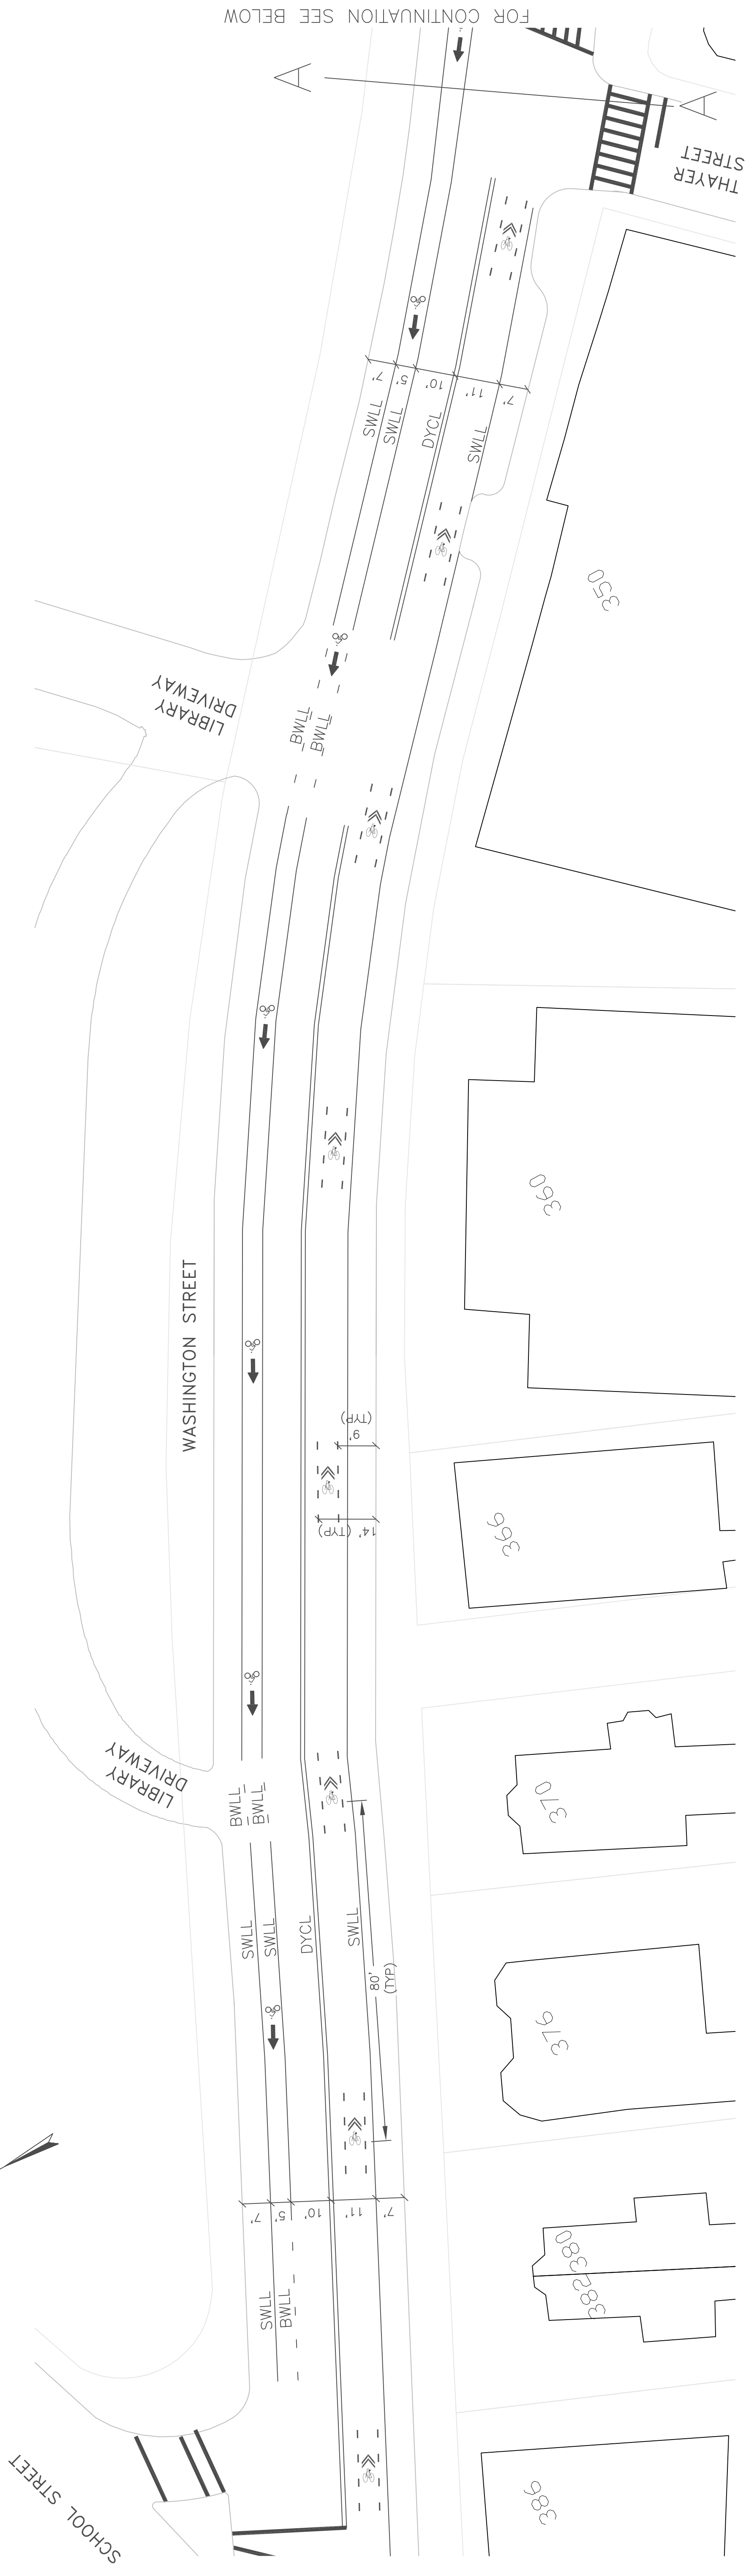 FOR CONTINUATION SEE BELOW
A
A
THAYER
STREET
7'
5'
10'
11'
7'
SWLL
SWLL
DYCL
SWLL
350
LIBRARY
DRIVEWAY
BWLL
BWLL
360
WASHINGTON STREET
9'
(TYP)
14' (TYP)
366
LIBRARY
DRIVEWAY
370
BWLL
BWLL
SWLL
SWLL
DYCL
SWLL
80'
(TYP)
376
7'
5'
10'
11'
7'
380
382
SWLL
BWLL
SCHOOL STREET
386